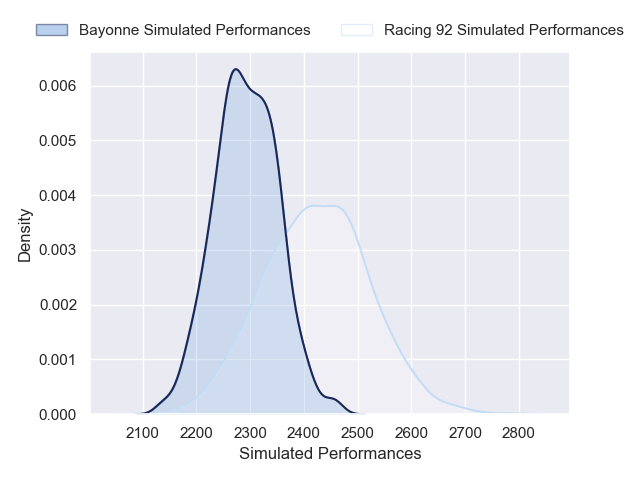 Bayonne Simulated Performances Racing 92 Simulated Performances
0.006
0.005
0.004
0.003
0.002
0.001
0.000
Density
2100 2200 2300 2400 2500 2600 2700 2800
Simulated Performances